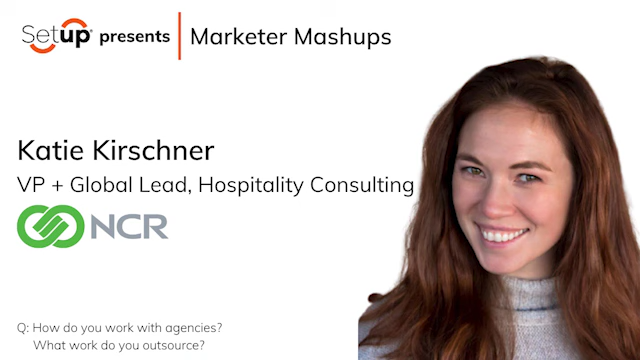 Setup® presents | Marketer Mashups
Katie Kirschner
VP + Global Lead, Hospitality Consulting
NCR
Q: How do you work with agencies?
What work do you outsource?